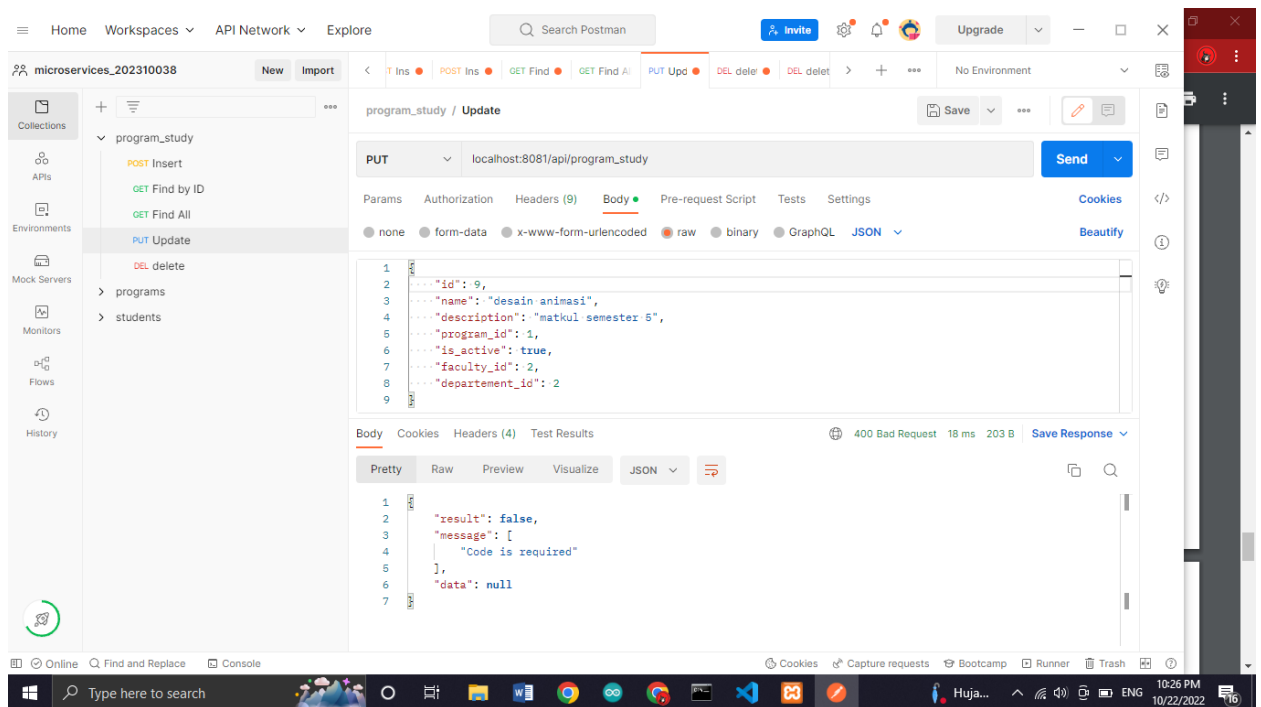 Home Workspaces API Network Explore Search Postman Invite Upgrade
microservices_202310038 New Import T Ins POST Ins GET Find GET Find A PUT Upd DEL delet DEL delet No Environment
Collections
APIs
Environments
Mock Servers
Monitors
Flows
History
program_study
POST Insert
GET Find by ID
GET Find All
PUT Update
DEL delete
programs
students
program_study / Update Save
PUT localhost:8081/api/program_study Send
Params Authorization Headers (9) Body Pre-request Script Tests Settings Cookies
none form-data x-www-form-urlencoded raw binary GraphQL JSON Beautify
1 {
2 "id": 9,
3 "name": "desain animasi",
4 "description": "matkul semester 5",
5 "program_id": 1,
6 "is_active": true,
7 "faculty_id": 2,
8 "departement_id": 2
9 }
Body Cookies Headers (4) Test Results 400 Bad Request 18 ms 203 B Save Response
Pretty Raw Preview Visualize JSON
1 {
2 "result": false,
3 "message": [
4 "Code is required"
5 ],
6 "data": null
7 }
Online Find and Replace Console Cookies Capture requests Bootcamp Runner Trash
Type here to search Huja... ENG 10:26 PM
10/22/2022 16